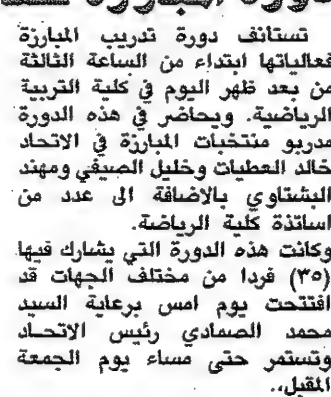 تستأنف دورة تدريب المبارزة
فعالياتها ابتداء من الساعة الثالثة
من بعد ظهر اليوم في كلية التربية
الرياضية. ويحاضر في هذه الدورة
مدربو منتخبات المبارزة في الاتحاد
خالد العطيات وخليل الصيفي ومهند
البشتاوي بالاضافة الى عدد من
اساتذة كلية الرياضة.
وكانت هذه الدورة التي يشارك فيها
(٣٥) فردا من مختلف الجهات قد
افتتحت يوم امس برعاية السيد
محمد الصمادي رئيس الاتحاد
وتستمر حتى مساء يوم الجمعة
المقبل،.